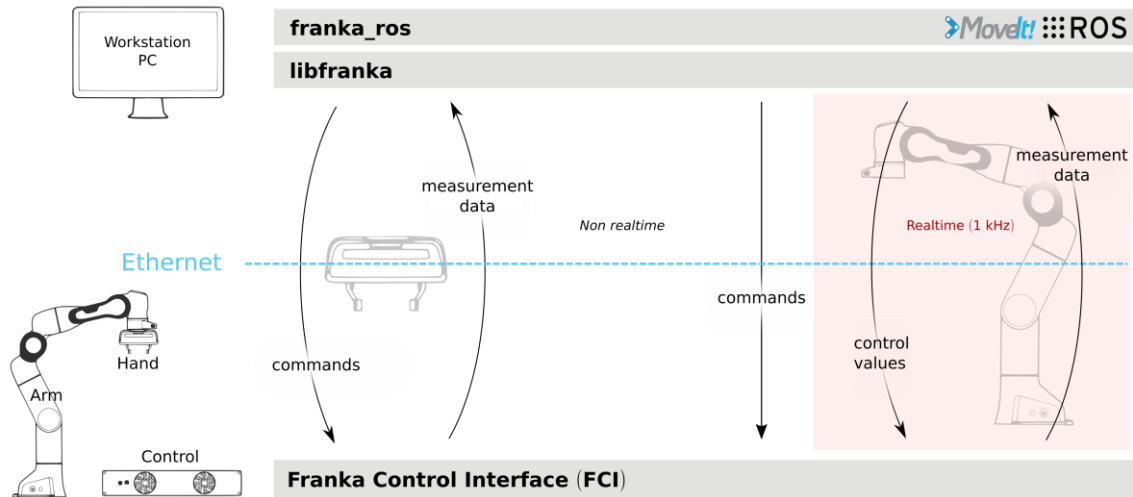 Workstation
PC
franka_ros
MoveIt! ROS
libfranka
measurement
data
measurement
data
Non realtime
Realtime (1 kHz)
Ethernet
commands
Hand
commands
control
values
Arm
Control
Franka Control Interface (FCI)